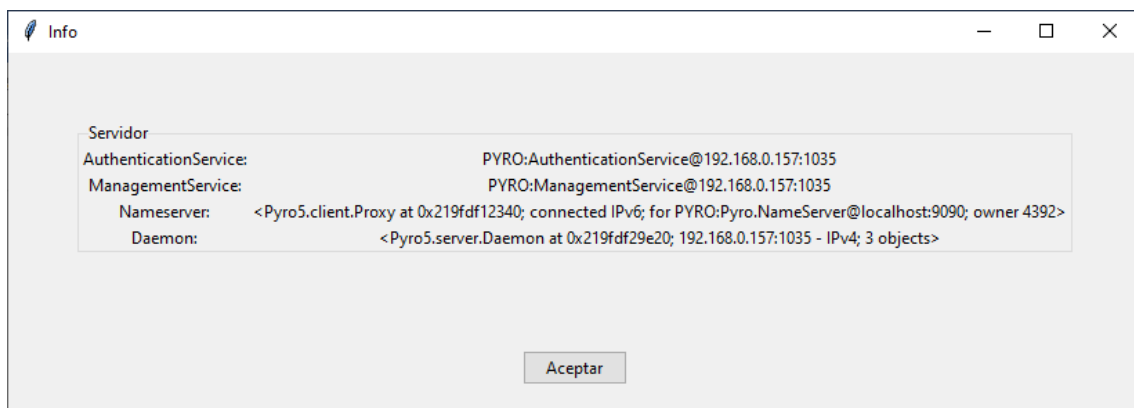 Info
Servidor
AuthenticationService: PYRO:AuthenticationService@192.168.0.157:1035
ManagementService: PYRO:ManagementService@192.168.0.157:1035
Nameserver: <Pyro5.client.Proxy at 0x219fdf12340; connected IPv6; for PYRO:Pyro.NameServer@localhost:9090; owner 4392>
Daemon: <Pyro5.server.Daemon at 0x219fdf29e20; 192.168.0.157:1035 - IPv4; 3 objects>
Aceptar